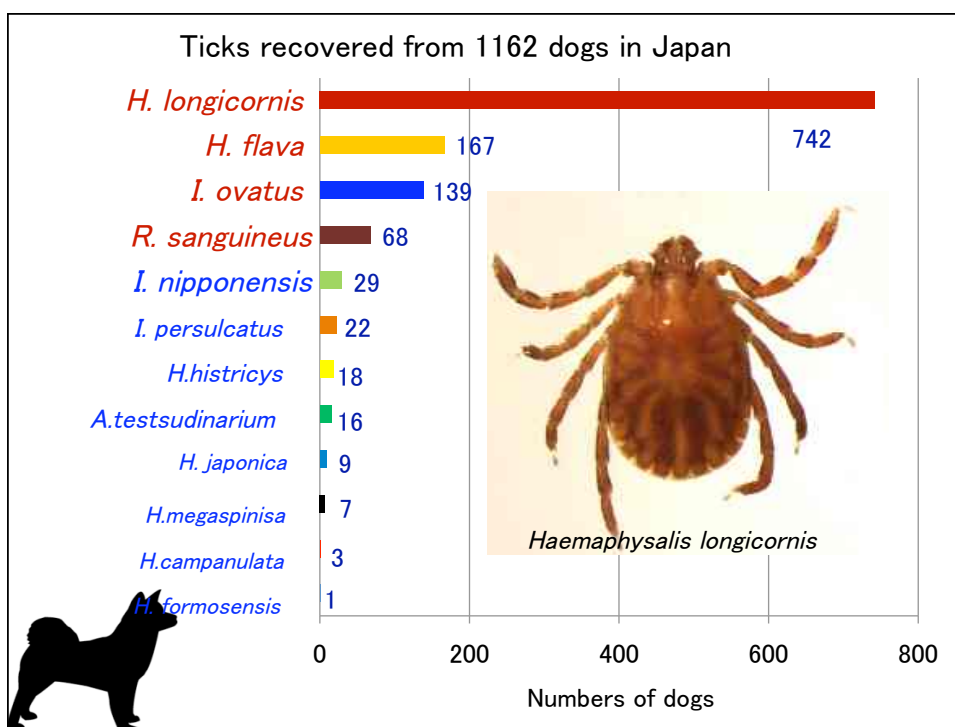 Ticks recovered from 1162 dogs in Japan
H. longicornis
742
H. flava
167
I. ovatus
139
R. sanguineus
68
I. nipponensis
29
I. persulcatus
22
H.histricys
18
A.testsudinarium
16
H. japonica
9
H.megaspinisa
7
H.campanulata
3
H. formosensis
1
Haemaphysalis longicornis
0 200 400 600 800
Numbers of dogs